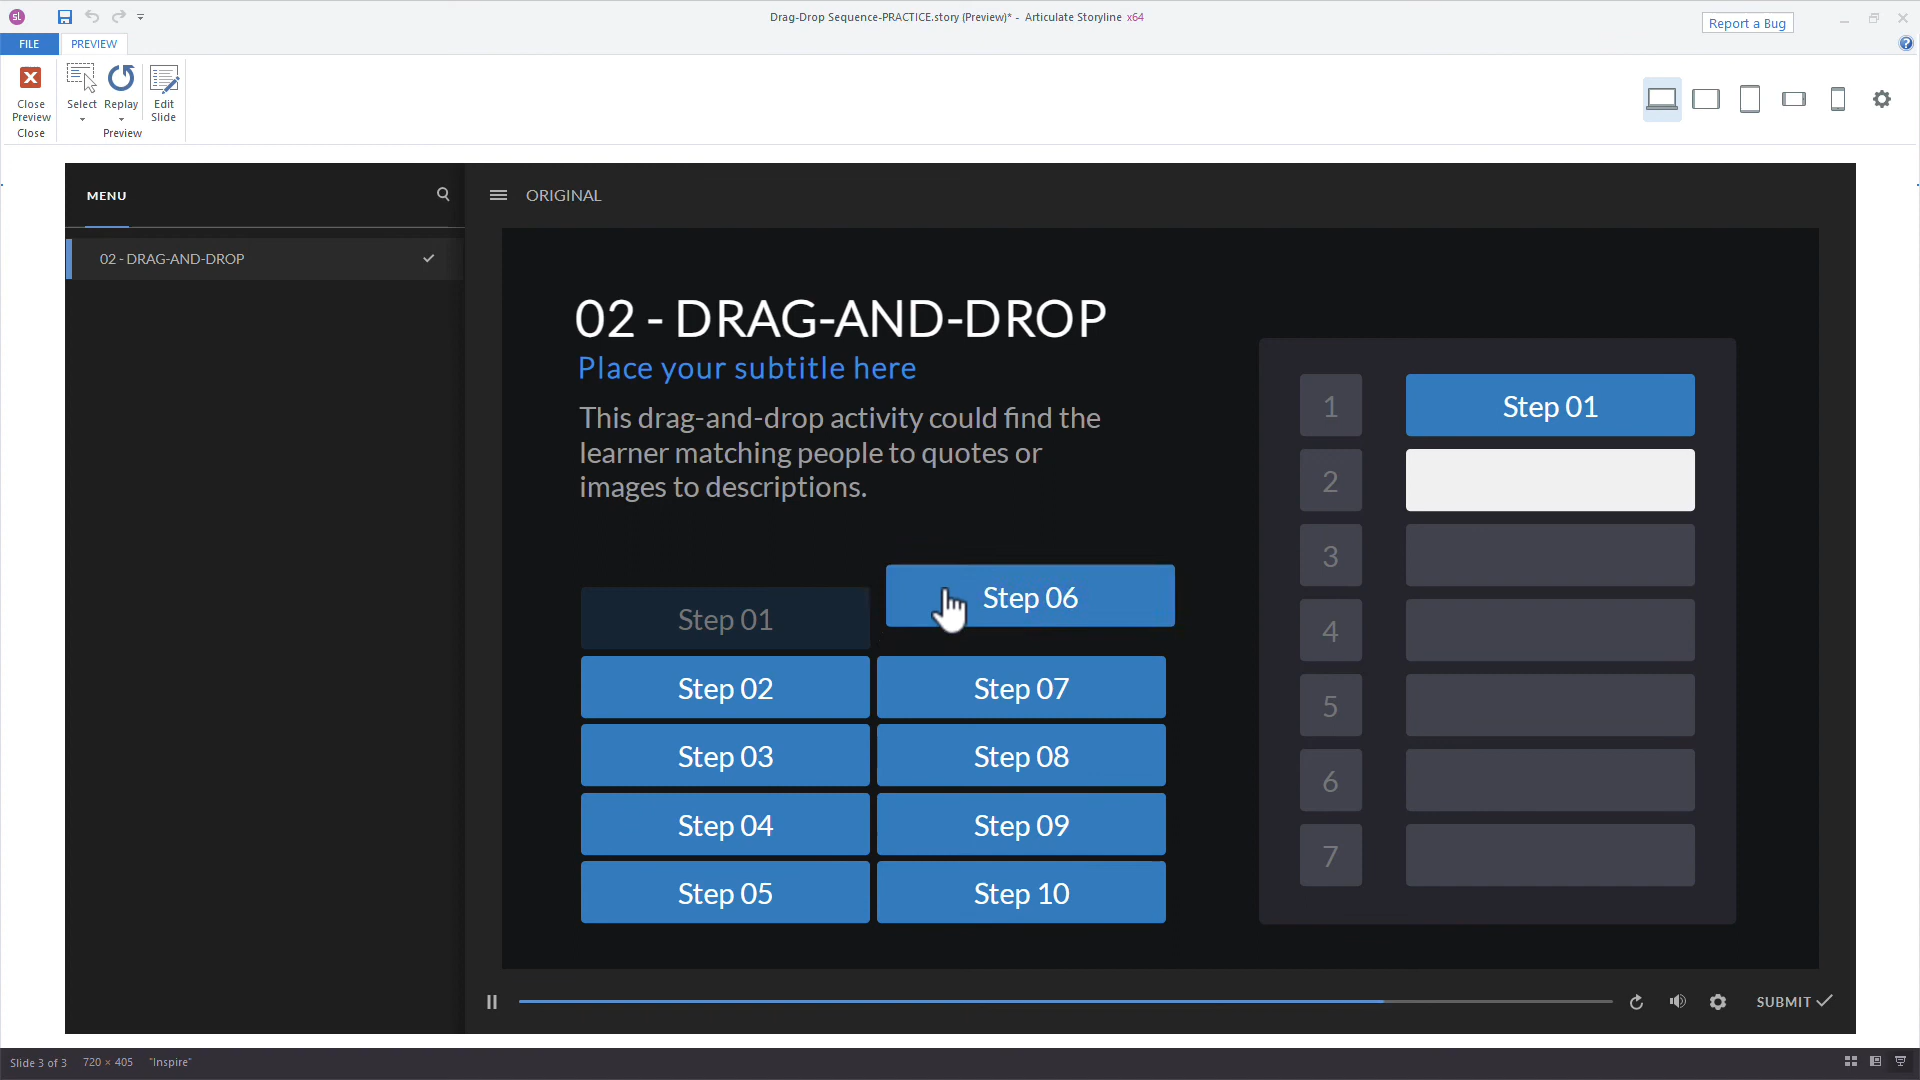 sl
Drag-Drop Sequence-PRACTICE.story (Preview)* - Articulate Storyline x64
Report a Bug
FILE
PREVIEW
?
Close Preview
Select
Replay
Edit Slide
Close
Preview
MENU
ORIGINAL
02 - DRAG-AND-DROP
02 - DRAG-AND-DROP
Place your subtitle here
This drag-and-drop activity could find the
learner matching people to quotes or
images to descriptions.
1
Step 01
2
3
4
5
6
7
Step 01
Step 06
Step 02
Step 07
Step 03
Step 08
Step 04
Step 09
Step 05
Step 10
SUBMIT
Slide 3 of 3
720 × 405
"Inspire"